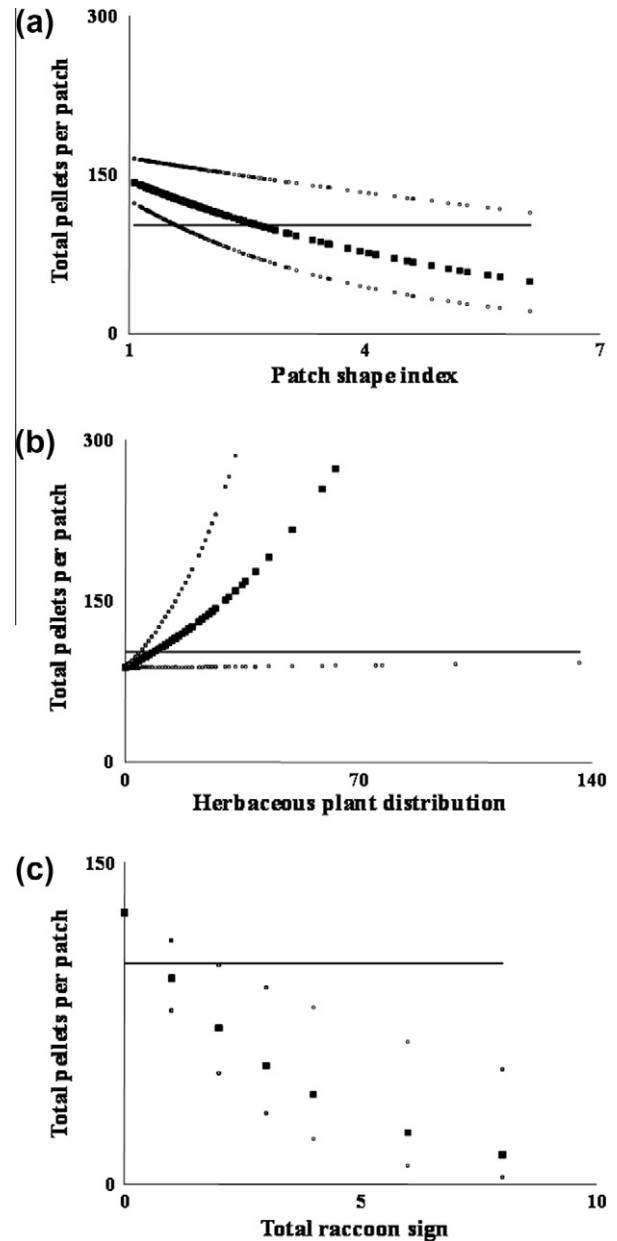 (a)
Total pellets per patch
300
150
0
1
4
7
Patch shape index
(b)
Total pellets per patch
300
150
0
0
70
140
Herbaceous plant distribution
(c)
Total pellets per patch
150
0
0
5
10
Total raccoon sign